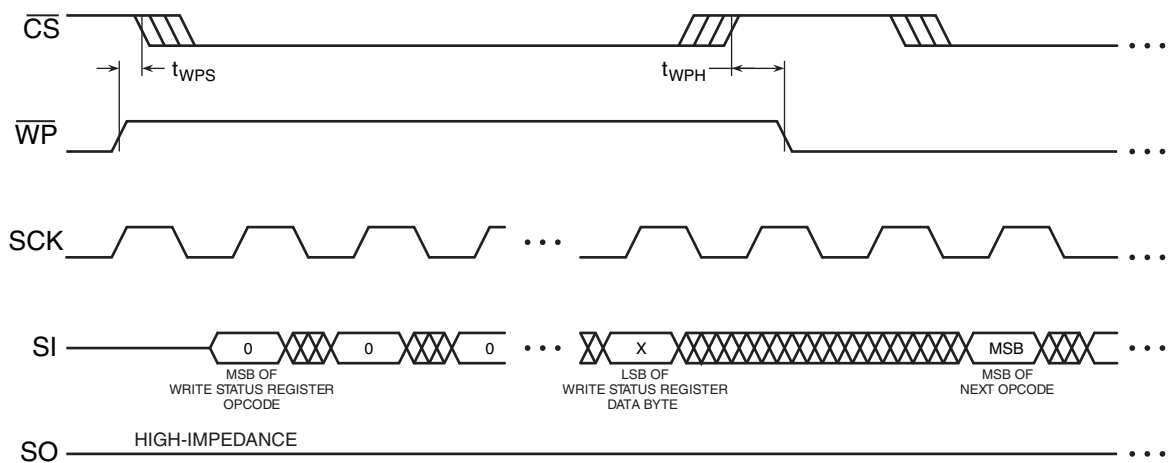 CS
• • •
tWPS
tWPH
WP
• • •
SCK
• • •
• • •
SI
0
0
0
• • •
X
MSB
• • •
MSB OF
WRITE STATUS REGISTER
OPCODE
LSB OF
WRITE STATUS REGISTER
DATA BYTE
MSB OF
NEXT OPCODE
HIGH-IMPEDANCE
SO
• • •